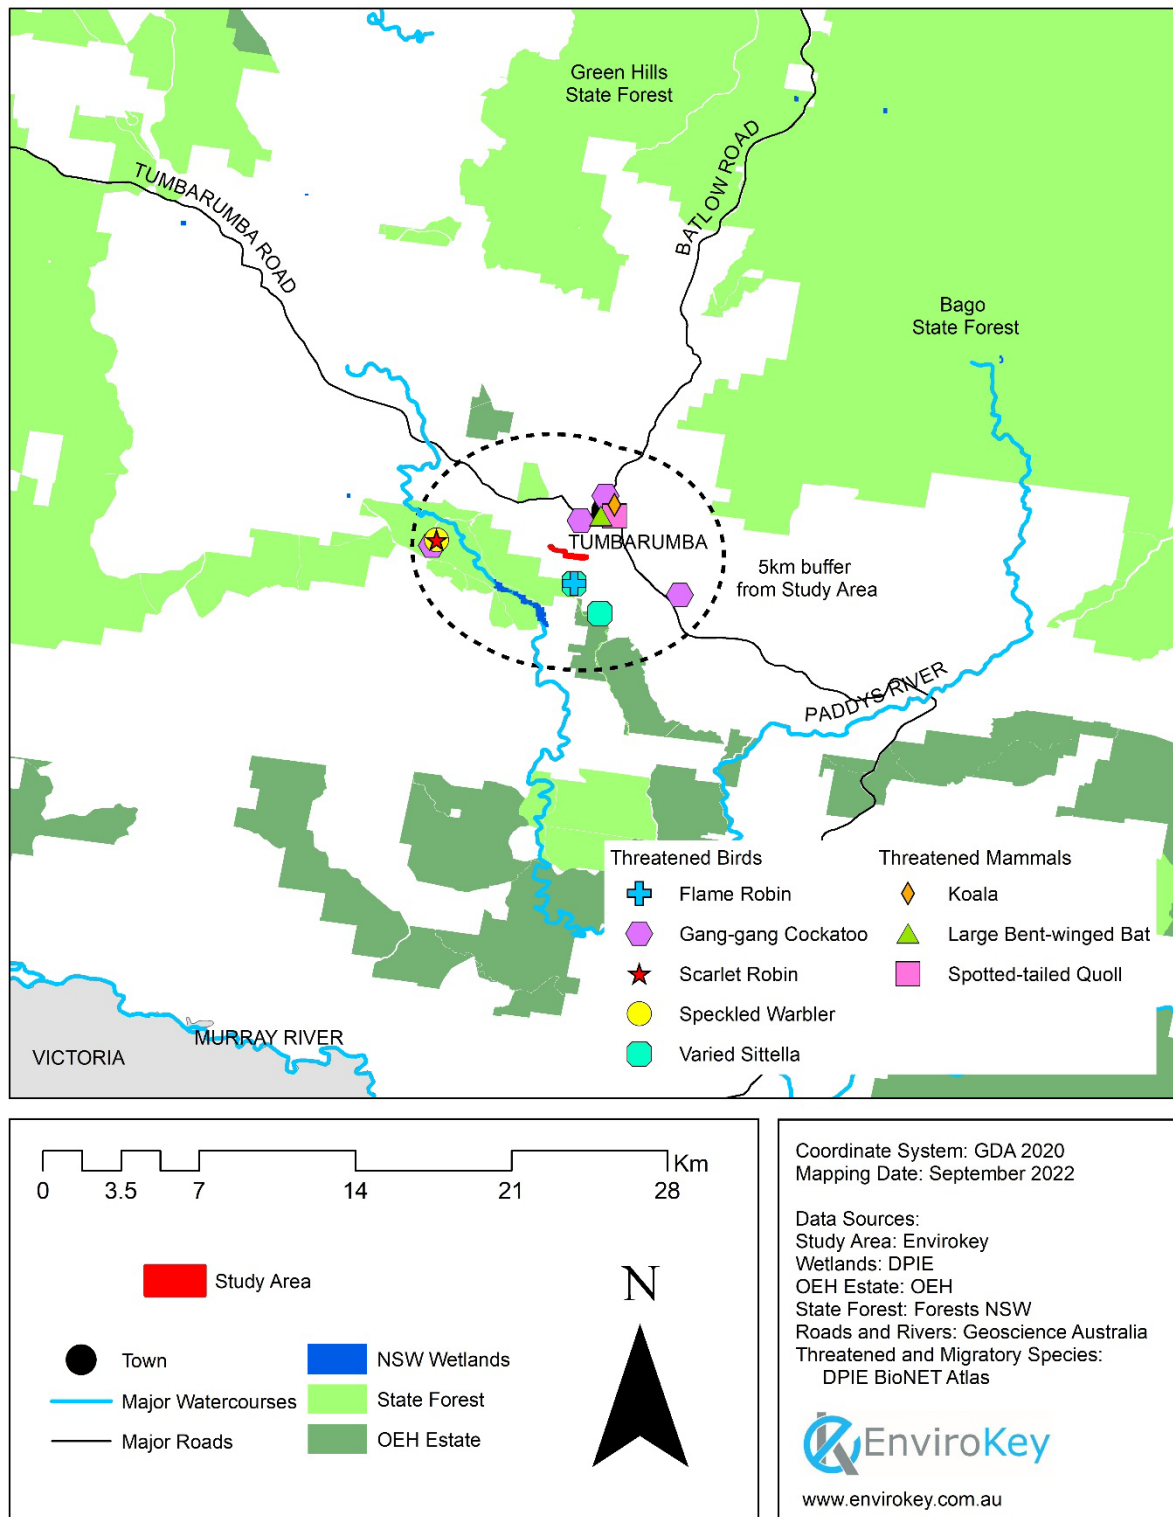 Green Hills
State Forest
BATLOW ROAD
TUMBARUMBA ROAD
Bago
State Forest
TUMBARUMBA
5km buffer
from Study Area
PADDYS RIVER
Threatened Birds
Flame Robin
Gang-gang Cockatoo
Scarlet Robin
Speckled Warbler
Varied Sittella
Threatened Mammals
Koala
Large Bent-winged Bat
Spotted-tailed Quoll
MURRAY RIVER
VICTORIA
Km
0 3.5 7 14 21 28
Study Area
N
Town
Major Watercourses
Major Roads
NSW Wetlands
State Forest
OEH Estate
Coordinate System: GDA 2020
Mapping Date: September 2022
Data Sources:
Study Area: Envirokey
Wetlands: DPIE
OEH Estate: OEH
State Forest: Forests NSW
Roads and Rivers: Geoscience Australia
Threatened and Migratory Species:
DPIE BioNET Atlas
EnviroKey
www.envirokey.com.au